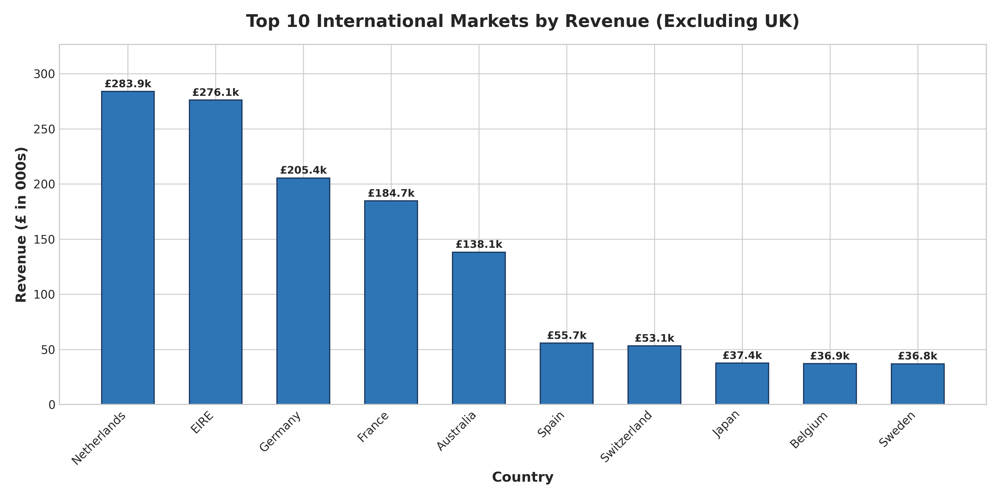 Top 10 International Markets by Revenue (Excluding UK)
Revenue (£ in 000s)
300
250
200
150
100
50
0
£283.9k
£276.1k
£205.4k
£184.7k
£138.1k
£55.7k
£53.1k
£37.4k
£36.9k
£36.8k
Netherlands
EIRE
Germany
France
Australia
Spain
Switzerland
Japan
Belgium
Sweden
Country